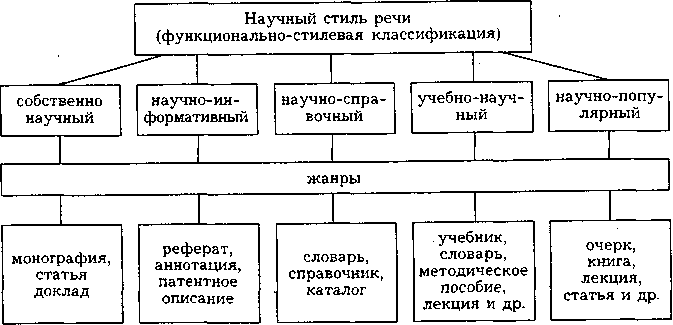 Научный стиль речи
(функционально-стилевая классификация)
собственно
научный
научно-ин-
формативный
научно-спра-
вочный
учебно-науч-
ный
научно-попу-
лярный
жанры
монография,
статья
доклад
реферат,
аннотация,
патентное
описание
словарь,
справочник,
каталог
учебник,
словарь,
методическое
пособие,
лекция и др.
очерк,
книга,
лекция,
статья и др.